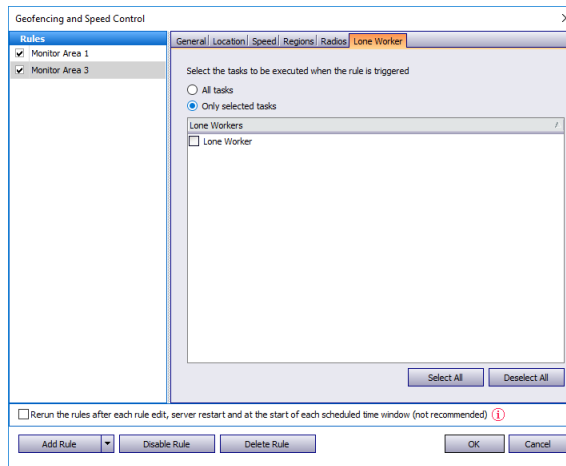 Geofencing and Speed Control
Rules
Monitor Area 1
Monitor Area 3
General Location Speed Regions Radios Lone Worker
Select the tasks to be executed when the rule is triggered
All tasks
Only selected tasks
Lone Workers
Lone Worker
Select All Deselect All
Rerun the rules after each rule edit, server restart and at the start of each scheduled time window (not recommended)
Add Rule Disable Rule Delete Rule OK Cancel